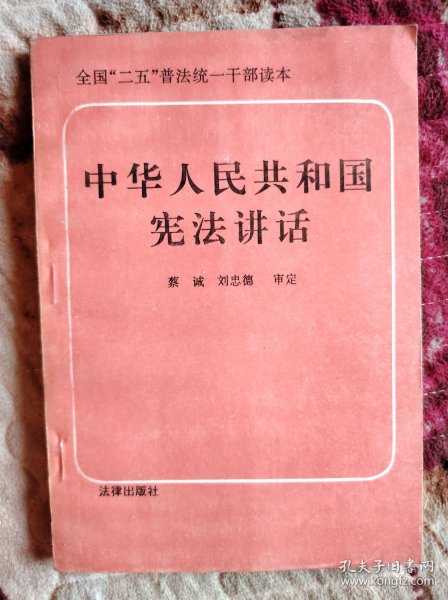 全国“二五”普法统一干部读本
中华人民共和国
宪法讲话
蔡 诚 刘忠德 审定
法律出版社
孔夫子旧书网
www.kongfz.com